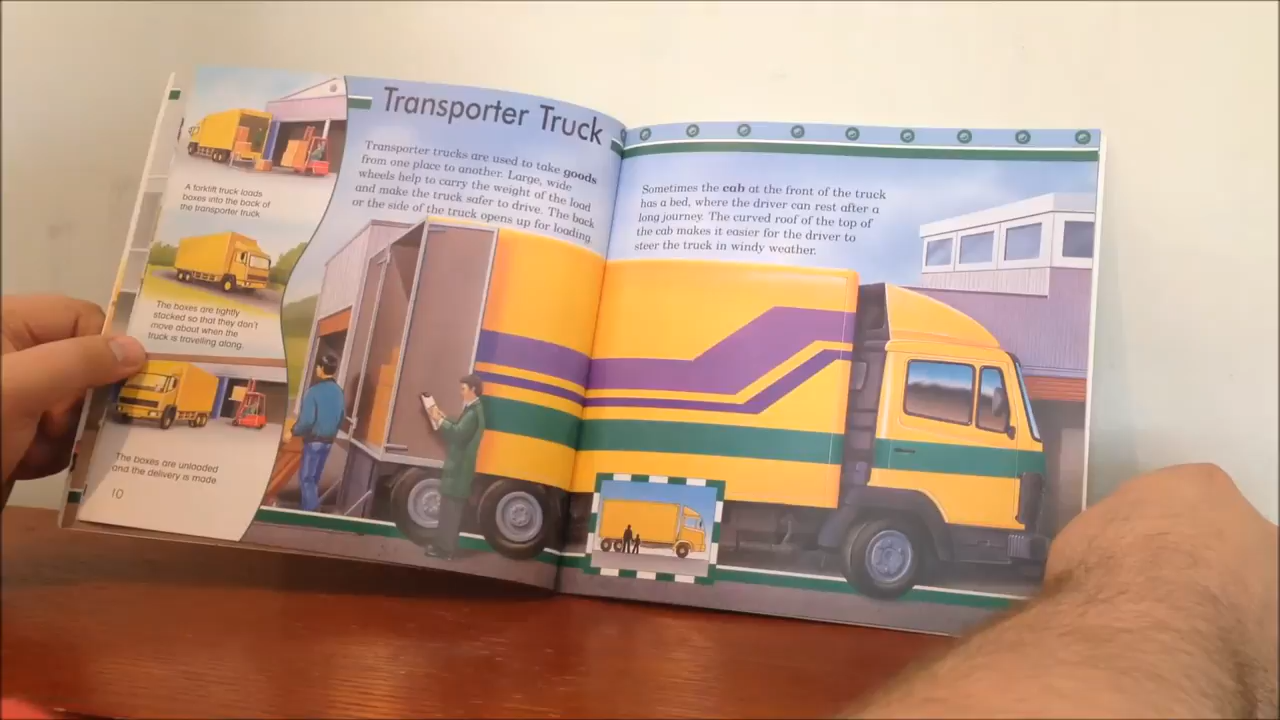 Transporter Truck
Transporter trucks are used to take goods
from one place to another. Large, wide
wheels help to carry the weight of the load
and make the truck safer to drive. The back
or the side of the truck opens up for loading.
A forklift truck loads
boxes into the back of
the transporter truck.
The boxes are tightly
stacked so that they don't
move about when the
truck is travelling along.
The boxes are unloaded
and the delivery is made
10
Sometimes the cab at the front of the truck
has a bed, where the driver can rest after a
long journey. The curved roof of the top of
the cab makes it easier for the driver to
steer the truck in windy weather.